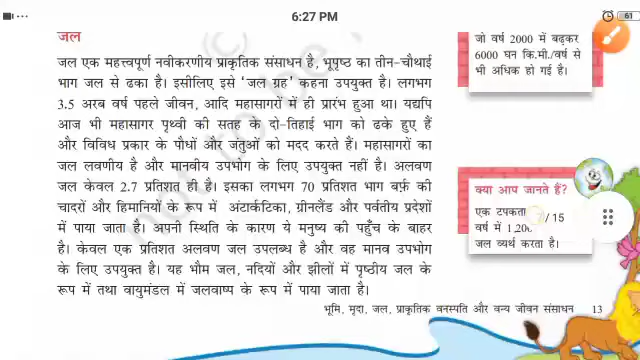 6:27 PM
61
जल
जल एक महत्त्वपूर्ण नवीकरणीय प्राकृतिक संसाधन है, भूपृष्ठ का तीन-चौथाई
भाग जल से ढका है। इसीलिए इसे ‘जल ग्रह’ कहना उपयुक्त है। लगभग
3.5 अरब वर्ष पहले जीवन, आदि महासागरों में ही प्रारंभ हुआ था। यद्यपि
आज भी महासागर पृथ्वी की सतह के दो-तिहाई भाग को ढके हुए हैं
और विविध प्रकार के पौधों और जंतुओं को मदद करते हैं। महासागरों का
जल लवणीय है और मानवीय उपभोग के लिए उपयुक्त नहीं है। अलवण
जल केवल 2.7 प्रतिशत ही है। इसका लगभग 70 प्रतिशत भाग बर्फ़ की
चादरों और हिमानियों के रूप में अंटार्कटिका, ग्रीनलैंड और पर्वतीय प्रदेशों
में पाया जाता है। अपनी स्थिति के कारण ये मनुष्य की पहुँच के बाहर
है। केवल एक प्रतिशत अलवण जल उपलब्ध है और वह मानव उपभोग
के लिए उपयुक्त है। यह भौम जल, नदियों और झीलों में पृष्ठीय जल के
रूप में तथा वायुमंडल में जलवाष्प के रूप में पाया जाता है।
जो वर्ष 2000 में बढ़कर
6000 घन कि.मी./वर्ष से
भी अधिक हो गई है।
क्या आप जानते हैं?
एक टपकता
7/15
वर्ष में 1,200
जल व्यर्थ करता है।
भूमि, मृदा, जल, प्राकृतिक वनस्पति और वन्य जीवन संसाधन 13